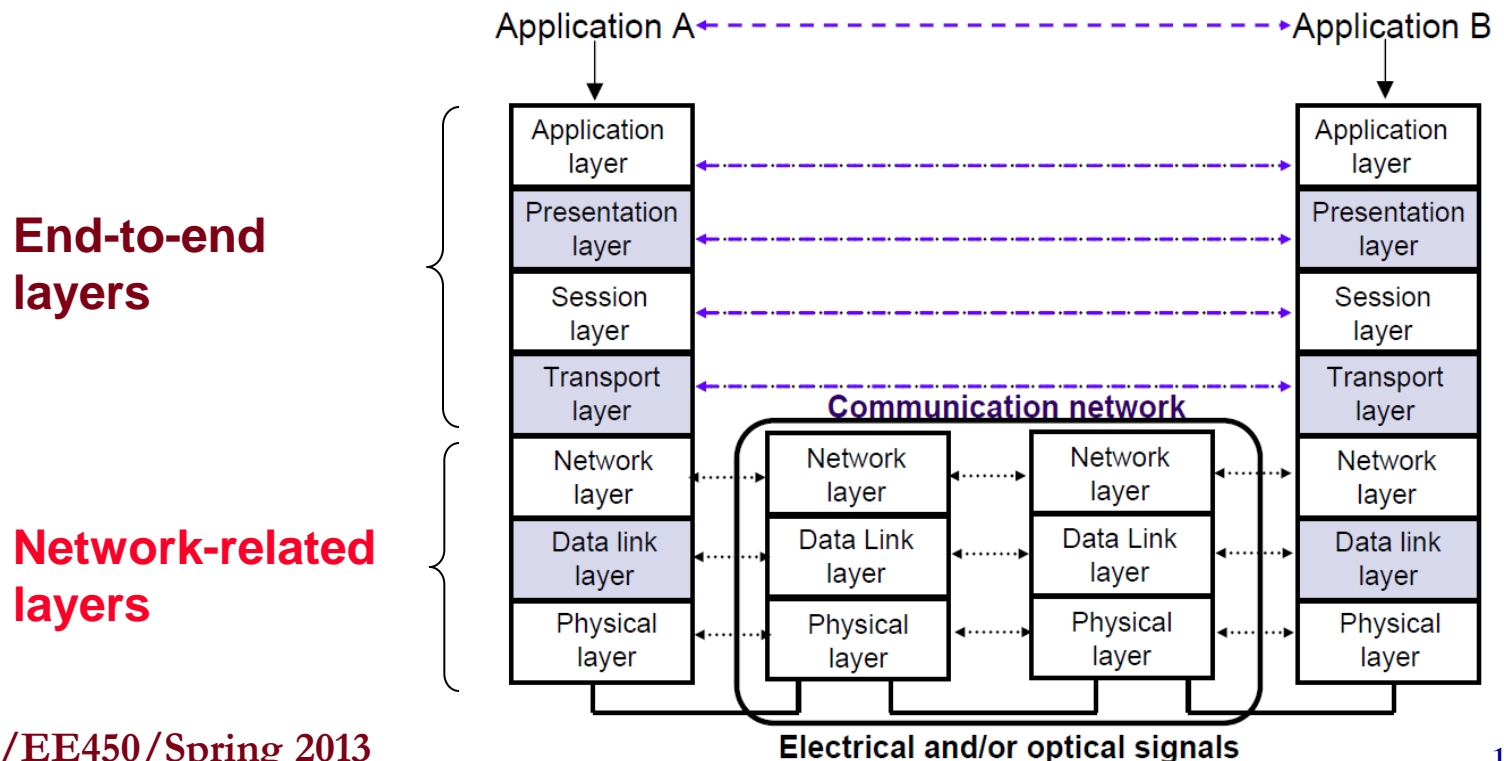 Application A
Application B
Application
layer
Presentation
layer
Session
layer
Transport
layer
Network
layer
Data link
layer
Physical
layer
End-to-end
layers
Network-related
layers
Communication network
Network
layer
Data Link
layer
Physical
layer
Network
layer
Data Link
layer
Physical
layer
Application
layer
Presentation
layer
Session
layer
Transport
layer
Network
layer
Data link
layer
Physical
layer
Electrical and/or optical signals
/EE450/Spring 2013
1